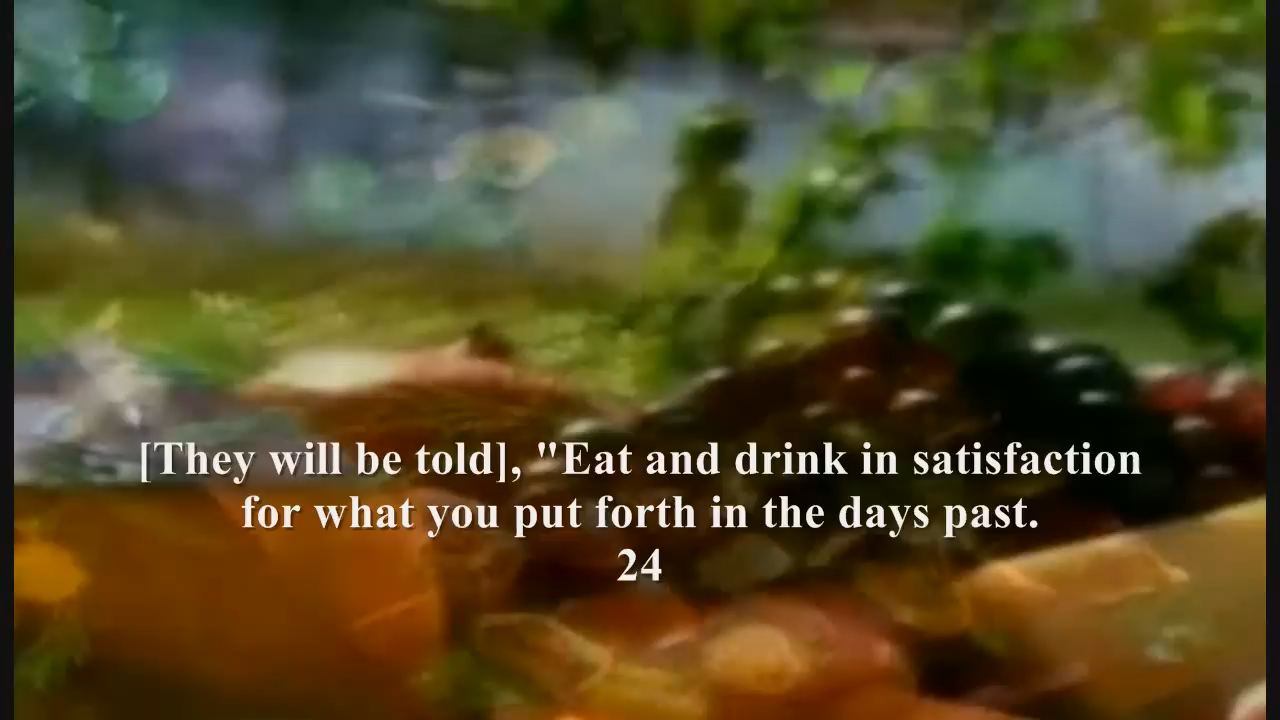 [They will be told], "Eat and drink in satisfaction
for what you put forth in the days past.
24